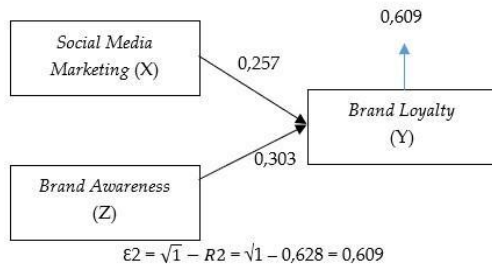 0,609
Social Media
Marketing (X)
0,257
Brand Loyalty
(Y)
0,303
Brand Awareness
(Z)
Ɛ2 = √1 − R2 = √1 − 0,628 = 0,609